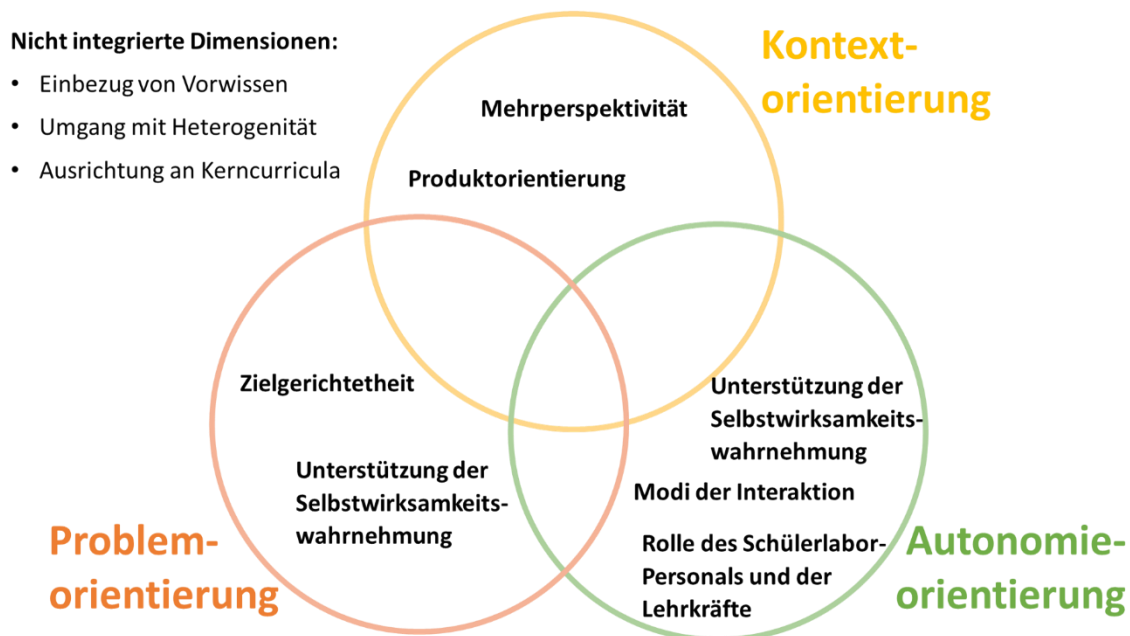 Nicht integrierte Dimensionen:
• Einbezug von Vorwissen
• Umgang mit Heterogenität
• Ausrichtung an Kerncurricula
Kontext-
orientierung
Mehrperspektivität
Produktorientierung
Zielgerichtetheit
Unterstützung der
Selbstwirksamkeits-
wahrnehmung
Problem-
orientierung
Unterstützung der
Selbstwirksamkeits-
wahrnehmung
Modi der Interaktion
Rolle des Schülerlabor-
Personals und der
Lehrkräfte
Autonomie-
orientierung